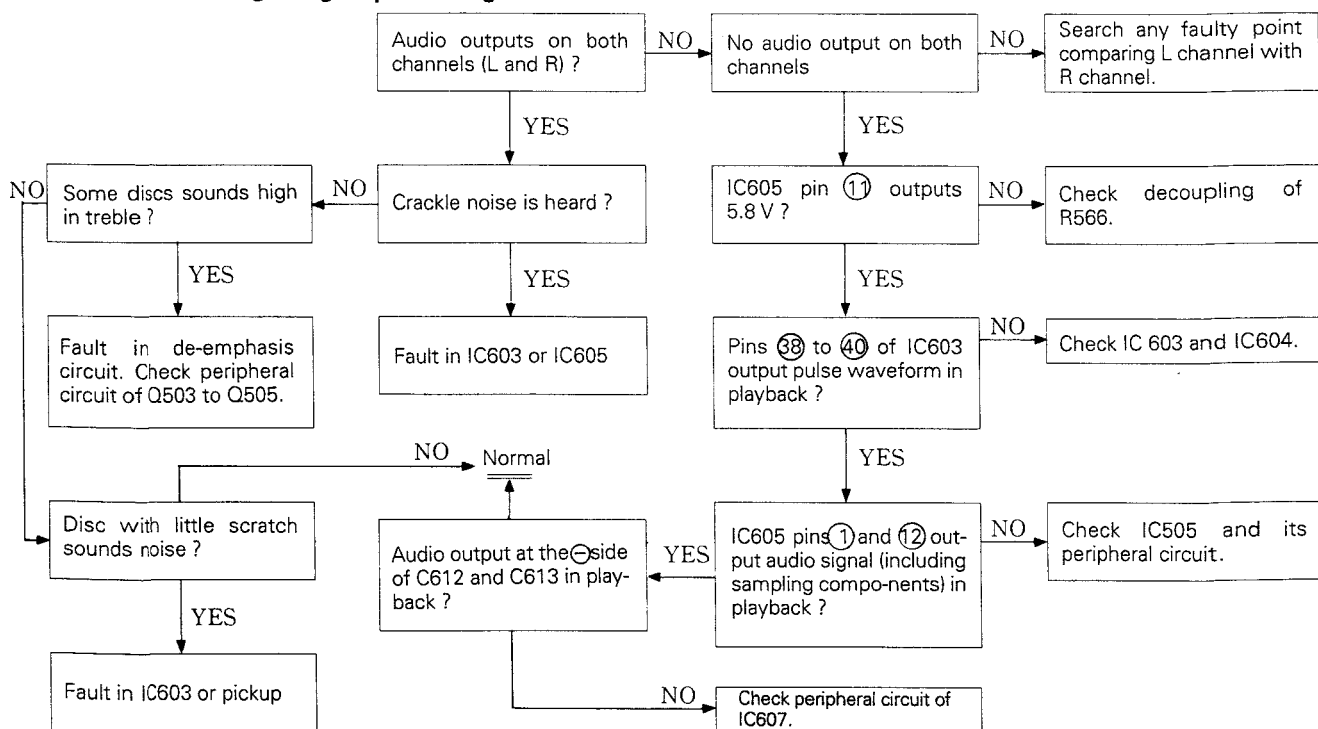 Audio outputs on both
channels (L and R) ?
NO
No audio output on both
channels
NO
Search any faulty point
comparing L channel with
R channel.
YES
YES
NO
Some discs sounds high
in treble ?
NO
Crackle noise is heard ?
IC605 pin ⑪ outputs
5.8 V ?
NO
Check decoupling of
R566.
YES
YES
YES
Fault in de-emphasis
circuit. Check peripheral
circuit of Q503 to Q505.
Fault in IC603 or IC605
Pins ㊳ to ㊵ of IC603
output pulse waveform in
playback ?
NO
Check IC 603 and IC604.
NO
Normal
YES
Disc with little scratch
sounds noise ?
Audio output at the ⊖ side
of C612 and C613 in play-
back ?
YES
IC605 pins ① and ⑫ out-
put audio signal (including
sampling compo-nents) in
playback ?
NO
Check IC505 and its
peripheral circuit.
YES
Fault in IC603 or pickup
NO
Check peripheral circuit of
IC607.